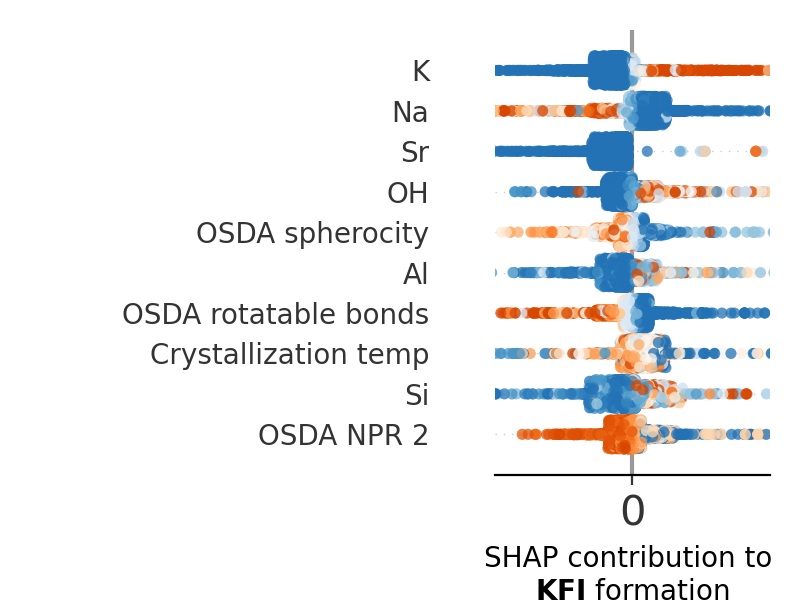 K
Na
Sr
OH
OSDA spherocity
Al
OSDA rotatable bonds
Crystallization temp
Si
OSDA NPR 2
0
SHAP contribution to
KFI formation